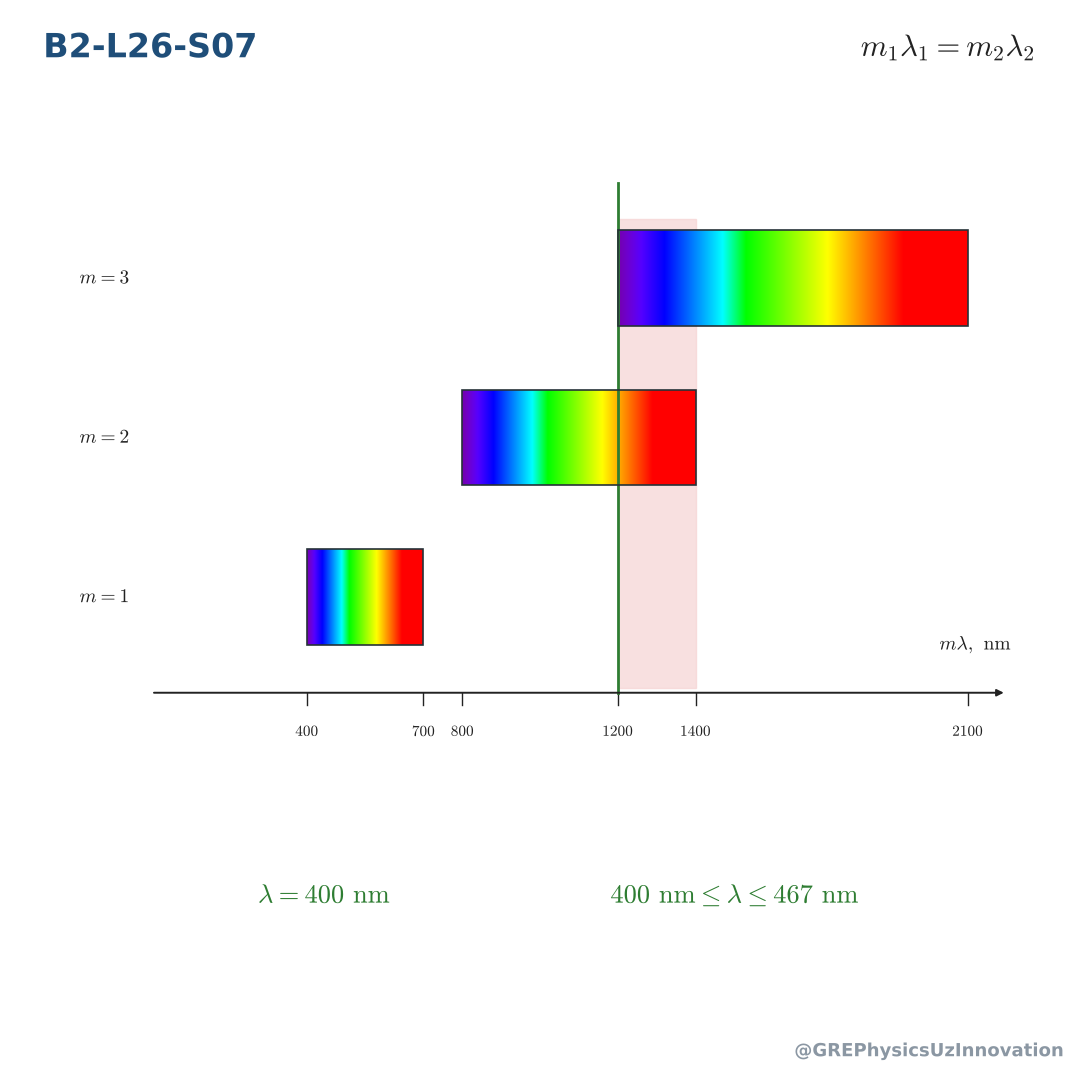 B2-L26-S07
m₁λ₁ = m₂λ₂
m = 3
m = 2
m = 1
mλ, nm
400 700 800 1200 1400 2100
λ = 400 nm
400 nm ≤ λ ≤ 467 nm
@GREPhysicsUzInnovation